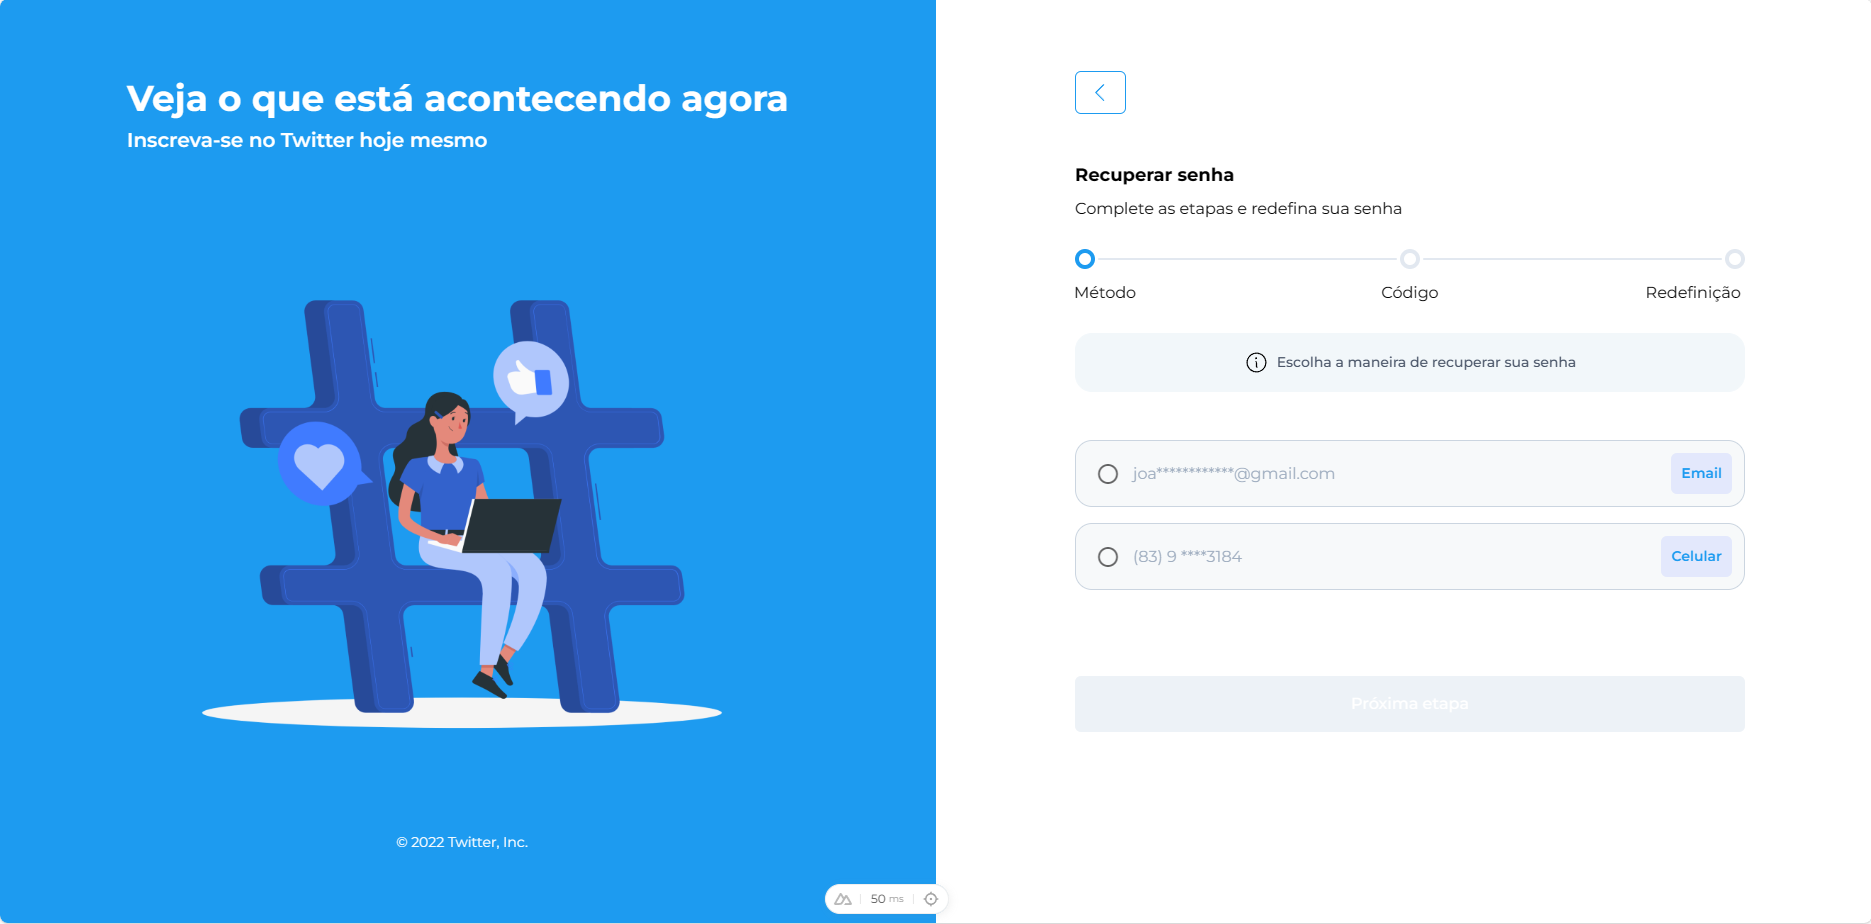 Veja o que está acontecendo agora
Inscreva-se no Twitter hoje mesmo
© 2022 Twitter, Inc.
Recuperar senha
Complete as etapas e redefina sua senha
Método
Código
Redefinição
Escolha a maneira de recuperar sua senha
joa************@gmail.com
Email
(83) 9 ****3184
Celular
Próxima etapa
50 ms